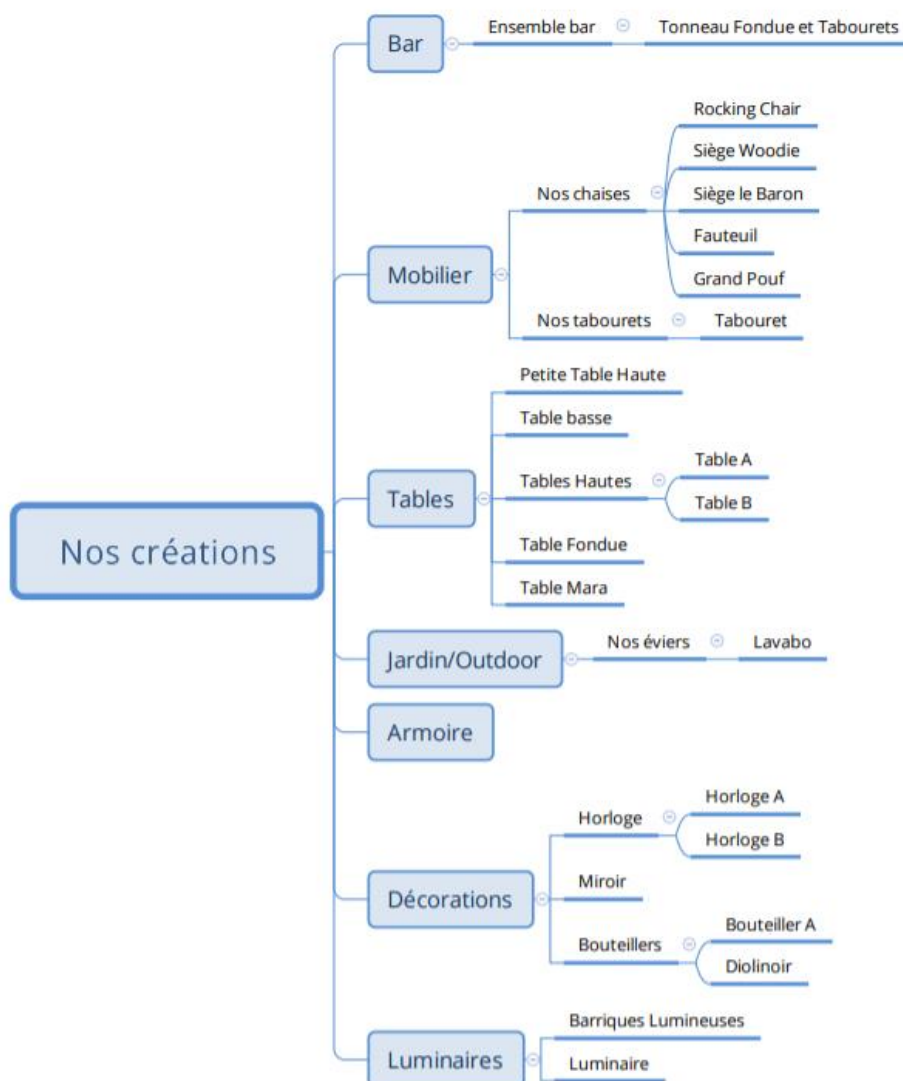 Nos créations
Bar
Ensemble bar
Tonneau Fondue et Tabourets
Mobilier
Nos chaises
Rocking Chair
Siège Woodie
Siège le Baron
Fauteuil
Grand Pouf
Nos tabourets
Tabouret
Tables
Petite Table Haute
Table basse
Tables Hautes
Table A
Table B
Table Fondue
Table Mara
Jardin/Outdoor
Nos éviers
Lavabo
Armoire
Décorations
Horloge
Horloge A
Horloge B
Miroir
Bouteillers
Bouteiller A
Diolinoir
Luminaires
Barriques Lumineuses
Luminaire